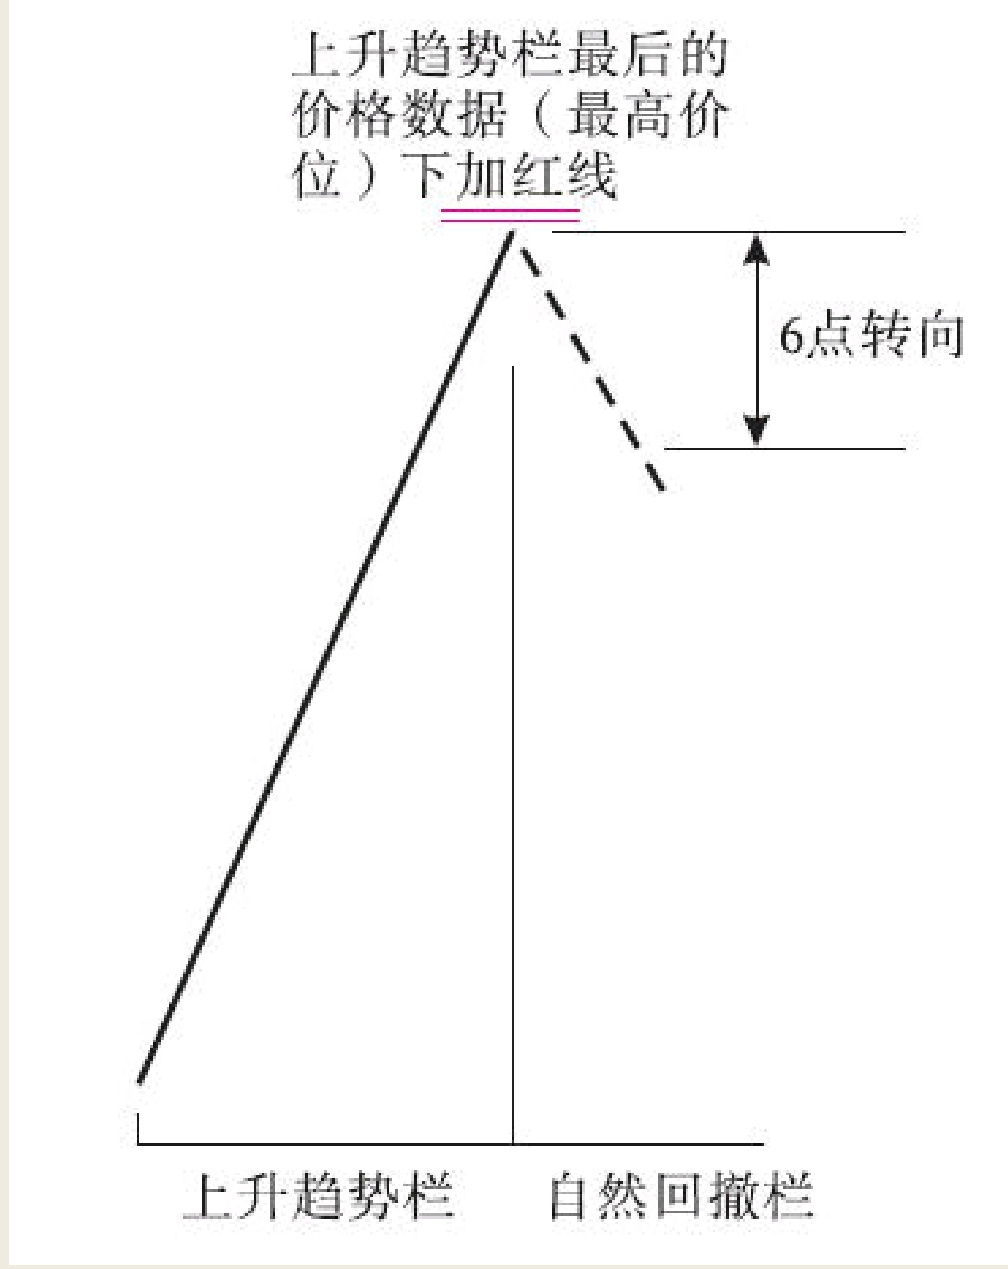 上升趋势栏最后的
价格数据（最高价
位）下加红线
6点转向
上升趋势栏
自然回撤栏